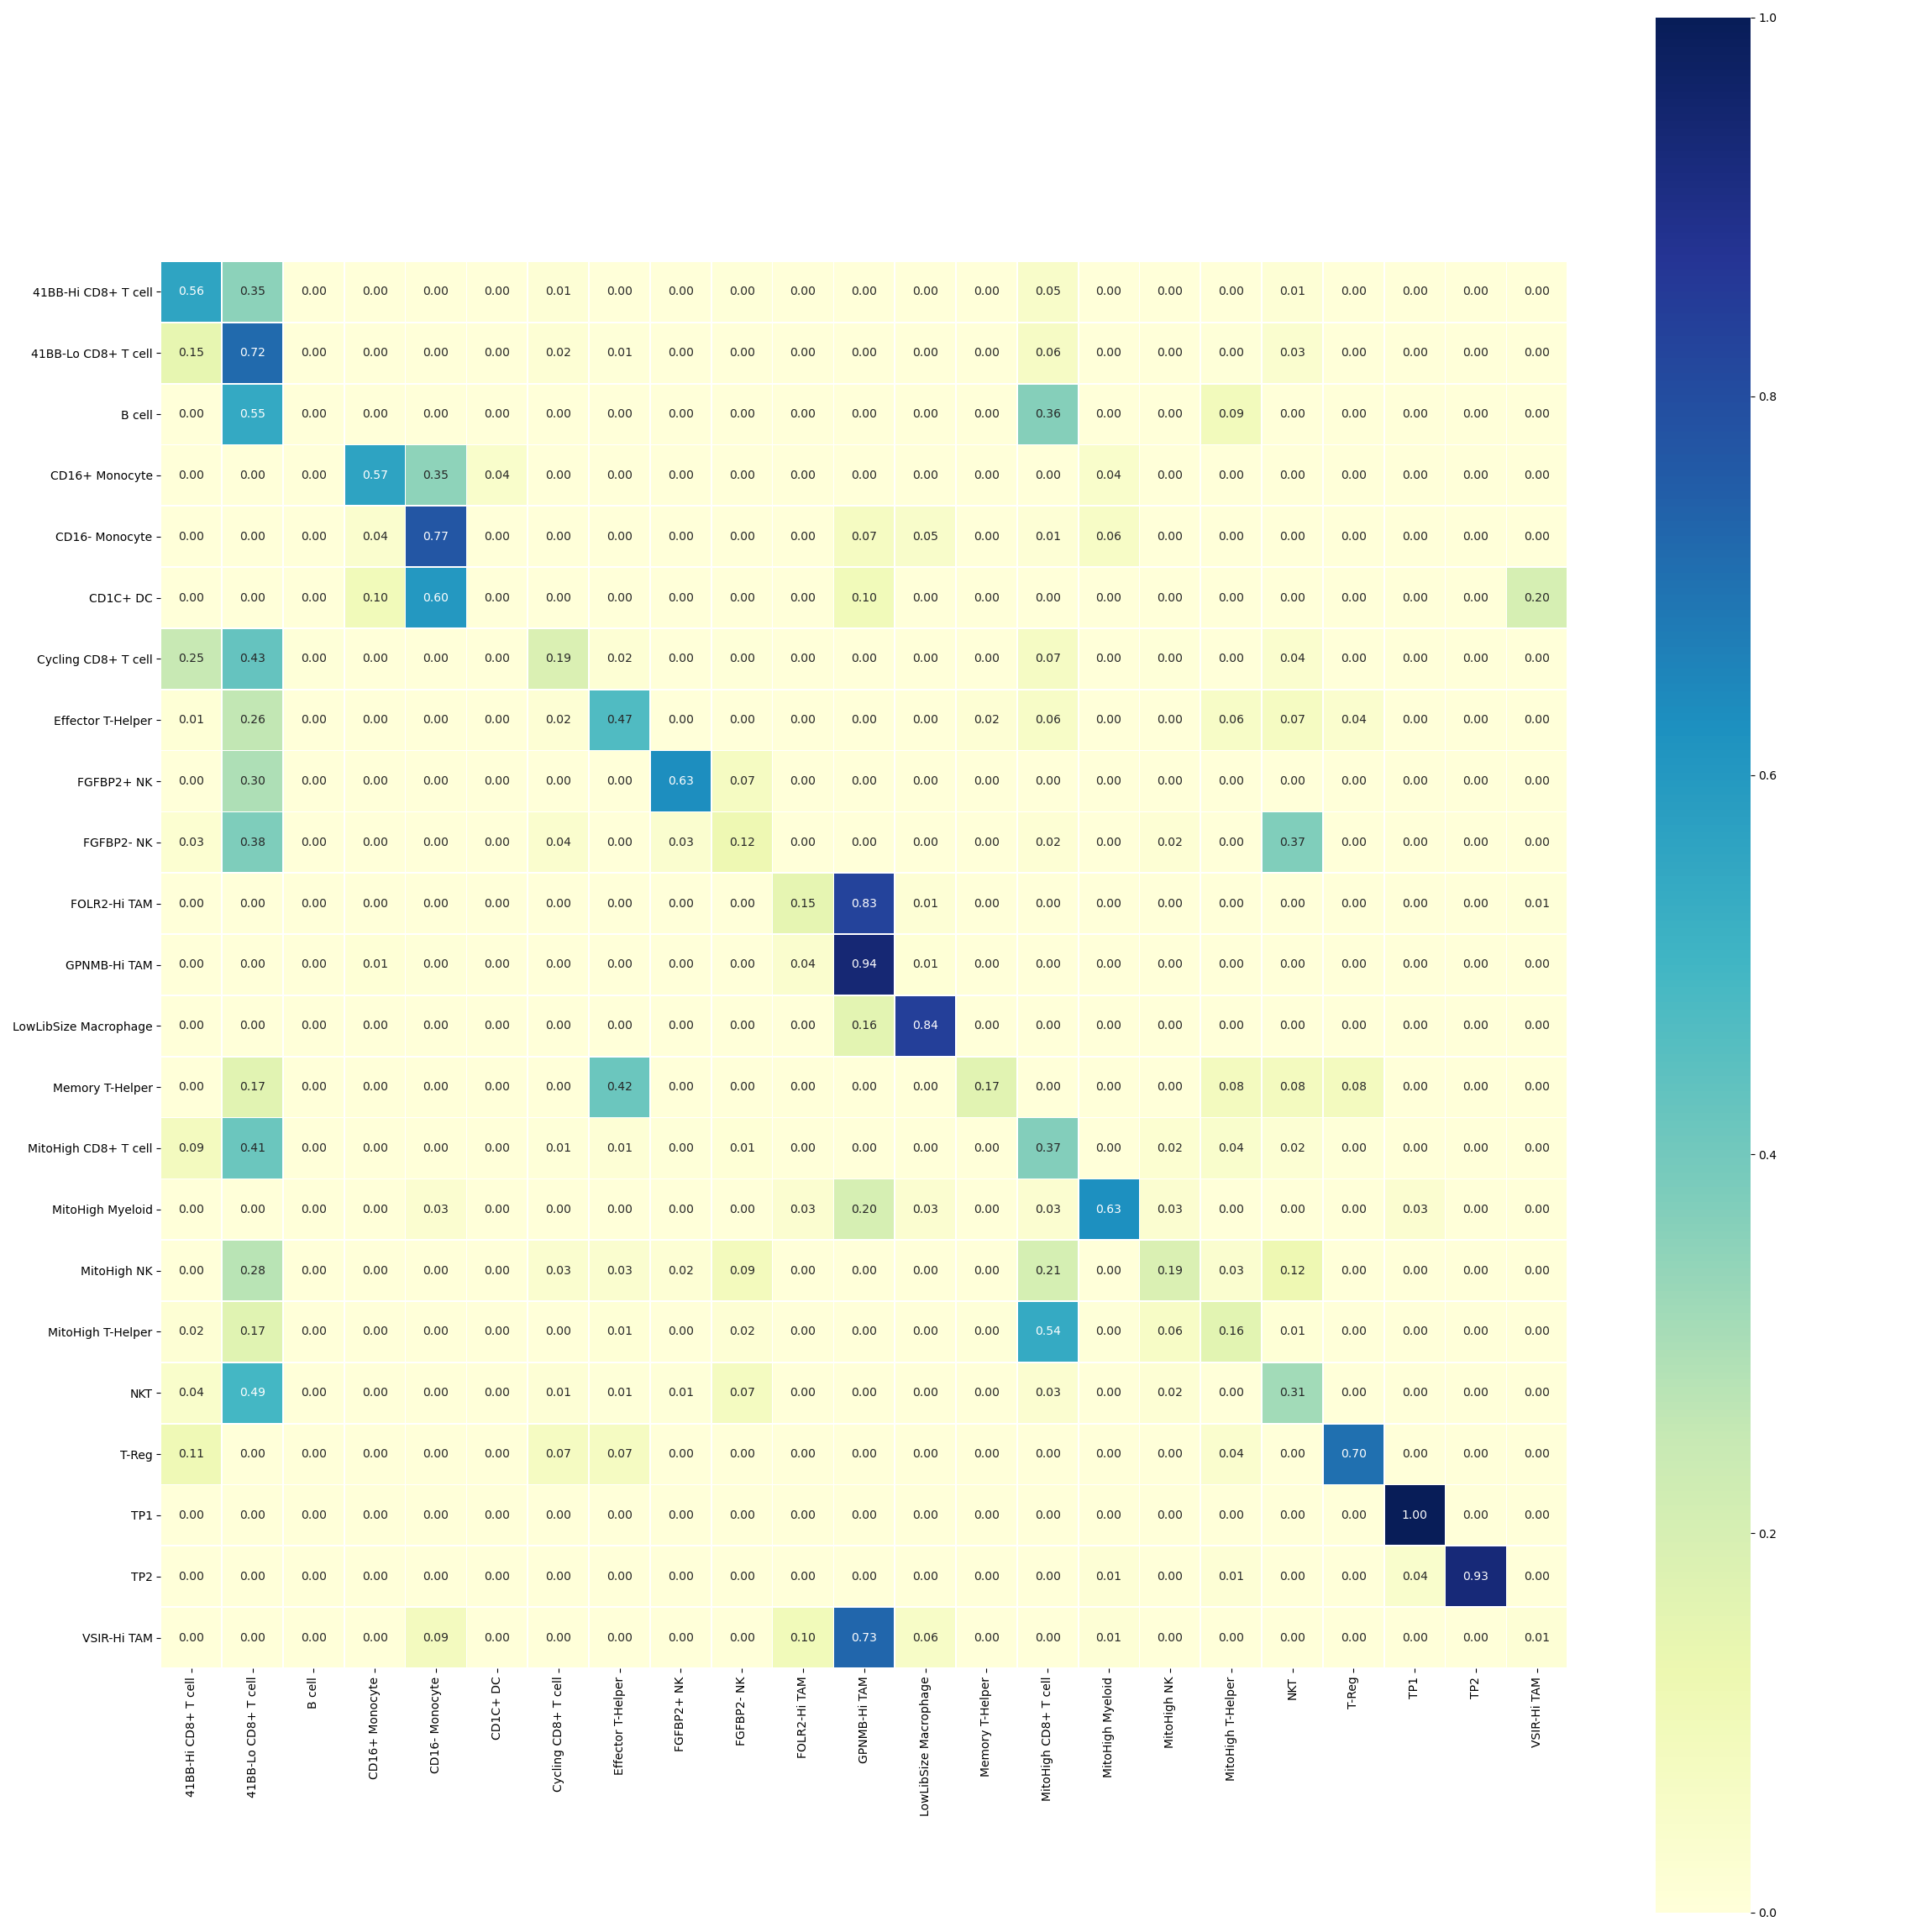 1.0
41BB-Hi CD8+ T cell 0.56 0.35 0.00 0.00 0.00 0.00 0.01 0.00 0.00 0.00 0.00 0.00 0.00 0.00 0.05 0.00 0.00 0.00 0.01 0.00 0.00 0.00 0.00
41BB-Lo CD8+ T cell 0.15 0.72 0.00 0.00 0.00 0.00 0.02 0.01 0.00 0.00 0.00 0.00 0.00 0.00 0.06 0.00 0.00 0.00 0.03 0.00 0.00 0.00 0.00
0.8
B cell 0.00 0.55 0.00 0.00 0.00 0.00 0.00 0.00 0.00 0.00 0.00 0.00 0.00 0.00 0.36 0.00 0.00 0.09 0.00 0.00 0.00 0.00 0.00
CD16+ Monocyte 0.00 0.00 0.00 0.57 0.35 0.04 0.00 0.00 0.00 0.00 0.00 0.00 0.00 0.00 0.00 0.04 0.00 0.00 0.00 0.00 0.00 0.00 0.00
CD16- Monocyte 0.00 0.00 0.00 0.04 0.77 0.00 0.00 0.00 0.00 0.00 0.00 0.07 0.05 0.00 0.01 0.06 0.00 0.00 0.00 0.00 0.00 0.00 0.00
CD1C+ DC 0.00 0.00 0.00 0.10 0.60 0.00 0.00 0.00 0.00 0.00 0.00 0.10 0.00 0.00 0.00 0.00 0.00 0.00 0.00 0.00 0.00 0.00 0.20
Cycling CD8+ T cell 0.25 0.43 0.00 0.00 0.00 0.00 0.19 0.02 0.00 0.00 0.00 0.00 0.00 0.00 0.07 0.00 0.00 0.00 0.04 0.00 0.00 0.00 0.00
Effector T-Helper 0.01 0.26 0.00 0.00 0.00 0.00 0.02 0.47 0.00 0.00 0.00 0.00 0.00 0.02 0.06 0.00 0.00 0.06 0.07 0.04 0.00 0.00 0.00
0.6
FGFBP2+ NK 0.00 0.30 0.00 0.00 0.00 0.00 0.00 0.00 0.63 0.07 0.00 0.00 0.00 0.00 0.00 0.00 0.00 0.00 0.00 0.00 0.00 0.00 0.00
FGFBP2- NK 0.03 0.38 0.00 0.00 0.00 0.00 0.04 0.00 0.03 0.12 0.00 0.00 0.00 0.00 0.02 0.00 0.02 0.00 0.37 0.00 0.00 0.00 0.00
FOLR2-Hi TAM 0.00 0.00 0.00 0.00 0.00 0.00 0.00 0.00 0.00 0.00 0.15 0.83 0.01 0.00 0.00 0.00 0.00 0.00 0.00 0.00 0.00 0.00 0.01
GPNMB-Hi TAM 0.00 0.00 0.00 0.01 0.00 0.00 0.00 0.00 0.00 0.00 0.04 0.94 0.01 0.00 0.00 0.00 0.00 0.00 0.00 0.00 0.00 0.00 0.00
LowLibSize Macrophage 0.00 0.00 0.00 0.00 0.00 0.00 0.00 0.00 0.00 0.00 0.00 0.16 0.84 0.00 0.00 0.00 0.00 0.00 0.00 0.00 0.00 0.00 0.00
Memory T-Helper 0.00 0.17 0.00 0.00 0.00 0.00 0.00 0.42 0.00 0.00 0.00 0.00 0.00 0.17 0.00 0.00 0.00 0.08 0.08 0.08 0.00 0.00 0.00
MitoHigh CD8+ T cell 0.09 0.41 0.00 0.00 0.00 0.00 0.01 0.01 0.00 0.01 0.00 0.00 0.00 0.00 0.37 0.00 0.02 0.04 0.02 0.00 0.00 0.00 0.00
0.4
MitoHigh Myeloid 0.00 0.00 0.00 0.00 0.03 0.00 0.00 0.00 0.00 0.00 0.03 0.20 0.03 0.00 0.03 0.63 0.03 0.00 0.00 0.00 0.03 0.00 0.00
MitoHigh NK 0.00 0.28 0.00 0.00 0.00 0.00 0.03 0.03 0.02 0.09 0.00 0.00 0.00 0.00 0.21 0.00 0.19 0.03 0.12 0.00 0.00 0.00 0.00
MitoHigh T-Helper 0.02 0.17 0.00 0.00 0.00 0.00 0.00 0.01 0.00 0.02 0.00 0.00 0.00 0.00 0.54 0.00 0.06 0.16 0.01 0.00 0.00 0.00 0.00
NKT 0.04 0.49 0.00 0.00 0.00 0.00 0.01 0.01 0.01 0.07 0.00 0.00 0.00 0.00 0.03 0.00 0.02 0.00 0.31 0.00 0.00 0.00 0.00
T-Reg 0.11 0.00 0.00 0.00 0.00 0.00 0.07 0.07 0.00 0.00 0.00 0.00 0.00 0.00 0.00 0.00 0.00 0.04 0.00 0.70 0.00 0.00 0.00
TP1 0.00 0.00 0.00 0.00 0.00 0.00 0.00 0.00 0.00 0.00 0.00 0.00 0.00 0.00 0.00 0.00 0.00 0.00 0.00 0.00 1.00 0.00 0.00
0.2
TP2 0.00 0.00 0.00 0.00 0.00 0.00 0.00 0.00 0.00 0.00 0.00 0.00 0.00 0.00 0.00 0.01 0.00 0.01 0.00 0.00 0.04 0.93 0.00
VSIR-Hi TAM 0.00 0.00 0.00 0.00 0.09 0.00 0.00 0.00 0.00 0.00 0.10 0.73 0.06 0.00 0.00 0.01 0.00 0.00 0.00 0.00 0.00 0.00 0.01
41BB-Hi CD8+ T cell
41BB-Lo CD8+ T cell
B cell
CD16+ Monocyte
CD16- Monocyte
CD1C+ DC
Cycling CD8+ T cell
Effector T-Helper
FGFBP2+ NK
FGFBP2- NK
FOLR2-Hi TAM
GPNMB-Hi TAM
LowLibSize Macrophage
Memory T-Helper
MitoHigh CD8+ T cell
MitoHigh Myeloid
MitoHigh NK
MitoHigh T-Helper
NKT
T-Reg
TP1
TP2
VSIR-Hi TAM
0.0